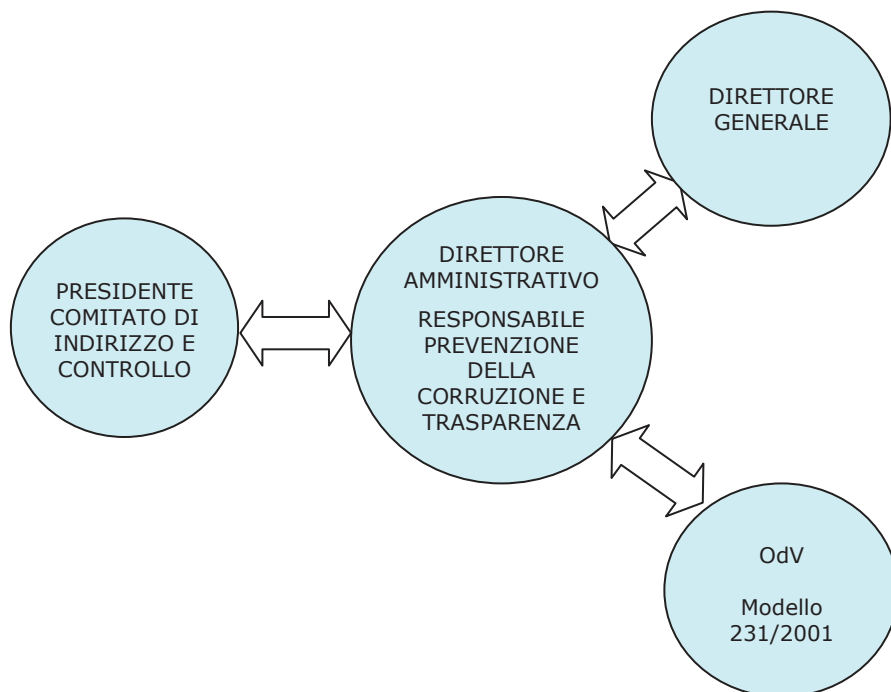 DIRETTORE
GENERALE
DIRETTORE
AMMINISTRATIVO
RESPONSABILE
PREVENZIONE
DELLA
CORRUZIONE E
TRASPARENZA
PRESIDENTE
COMITATO DI
INDIRIZZO E
CONTROLLO
OdV
Modello
231/2001